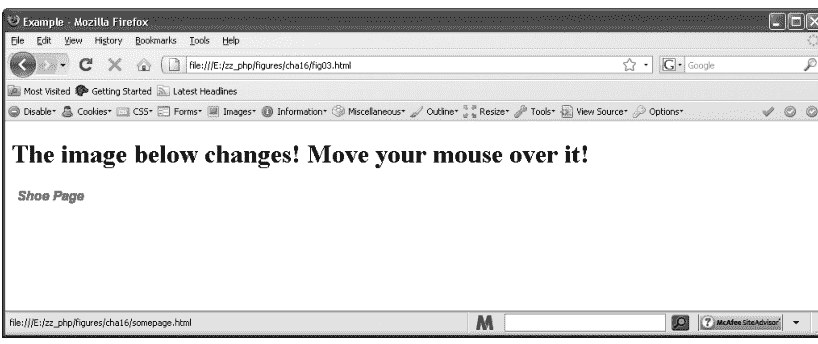 Example - Mozilla Firefox
File Edit View History Bookmarks Tools Help
file:///E:/zz_php/figures/cha16/fig03.html G Google
Most Visited Getting Started Latest Headlines
Disable Cookies CSS Forms Images Information Miscellaneous Outline Resize Tools View Source Options
The image below changes! Move your mouse over it!
Shoe Page
file:///E:/zz_php/figures/cha16/somepage.html M ? McAfee SiteAdvisor